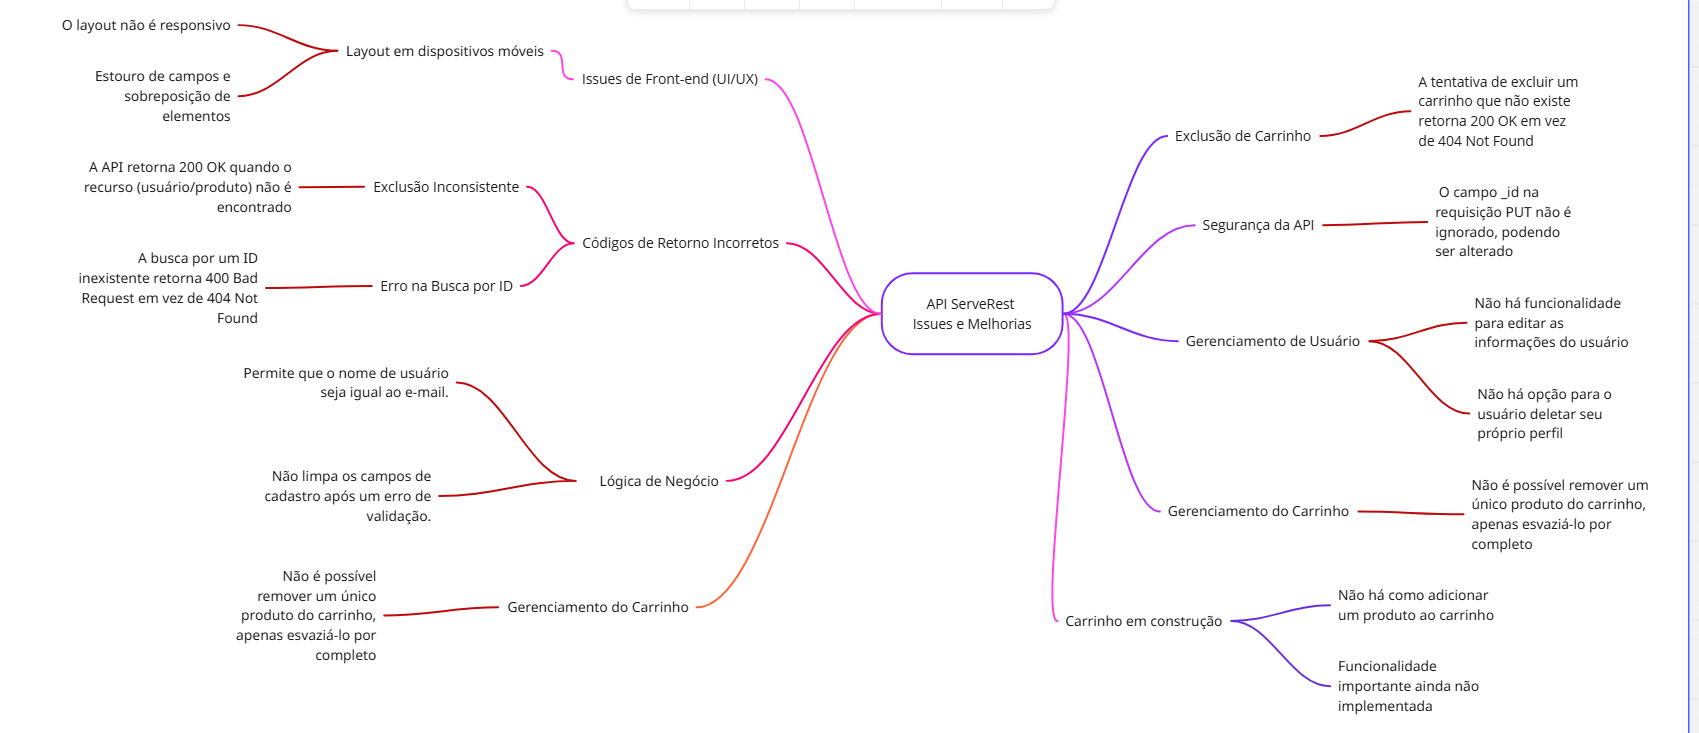 API ServeRest
Issues e Melhorias
Issues de Front-end (UI/UX)
Layout em dispositivos móveis
O layout não é responsivo
Estouro de campos e
sobreposição de
elementos
Códigos de Retorno Incorretos
Exclusão Inconsistente
A API retorna 200 OK quando o
recurso (usuário/produto) não é
encontrado
Erro na Busca por ID
A busca por um ID
inexistente retorna 400 Bad
Request em vez de 404 Not
Found
Lógica de Negócio
Permite que o nome de usuário
seja igual ao e-mail.
Não limpa os campos de
cadastro após um erro de
validação.
Gerenciamento do Carrinho
Não é possível
remover um único
produto do carrinho,
apenas esvaziá-lo por
completo
Exclusão de Carrinho
A tentativa de excluir um
carrinho que não existe
retorna 200 OK em vez
de 404 Not Found
Segurança da API
O campo _id na
requisição PUT não é
ignorado, podendo
ser alterado
Gerenciamento de Usuário
Não há funcionalidade
para editar as
informações do usuário
Não há opção para o
usuário deletar seu
próprio perfil
Gerenciamento do Carrinho
Não é possível remover um
único produto do carrinho,
apenas esvaziá-lo por
completo
Carrinho em construção
Não há como adicionar
um produto ao carrinho
Funcionalidade
importante ainda não
implementada